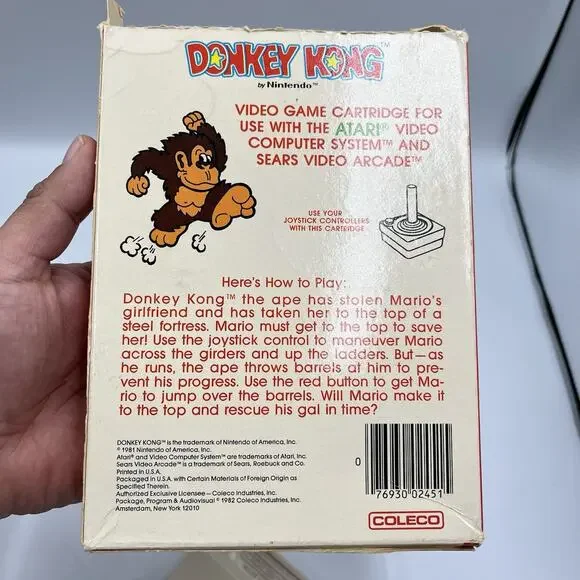 DONKEY KONG™
by Nintendo™
VIDEO GAME CARTRIDGE FOR
USE WITH THE ATARI® VIDEO
COMPUTER SYSTEM™ AND
SEARS VIDEO ARCADE™
USE YOUR
JOYSTICK CONTROLLERS
WITH THIS CARTRIDGE
Here's How to Play:
Donkey Kong™ the ape has stolen Mario's
girlfriend and has taken her to the top of a
steel fortress. Mario must get to the top to save
her! Use the joystick control to maneuver Mario
across the girders and up the ladders. But—as
he runs, the ape throws barrels at him to pre-
vent his progress. Use the red button to get Ma-
rio to jump over the barrels. Will Mario make it
to the top and rescue his gal in time?
DONKEY KONG™ is the trademark of Nintendo of America, Inc.
© 1981 Nintendo of America, Inc.
Atari® and Video Computer System™ are trademarks of Atari, Inc.
Sears Video Arcade™ is a trademark of Sears, Roebuck and Co.
Printed in U.S.A.
Packaged in U.S.A. with Certain Materials of Foreign Origin as
Specified Therein.
Authorized Exclusive Licensee—Coleco Industries, Inc.
Package, Program & Audiovisual © 1982 Coleco Industries, Inc.
Amsterdam, New York 12010
0 76930 02451
COLECO